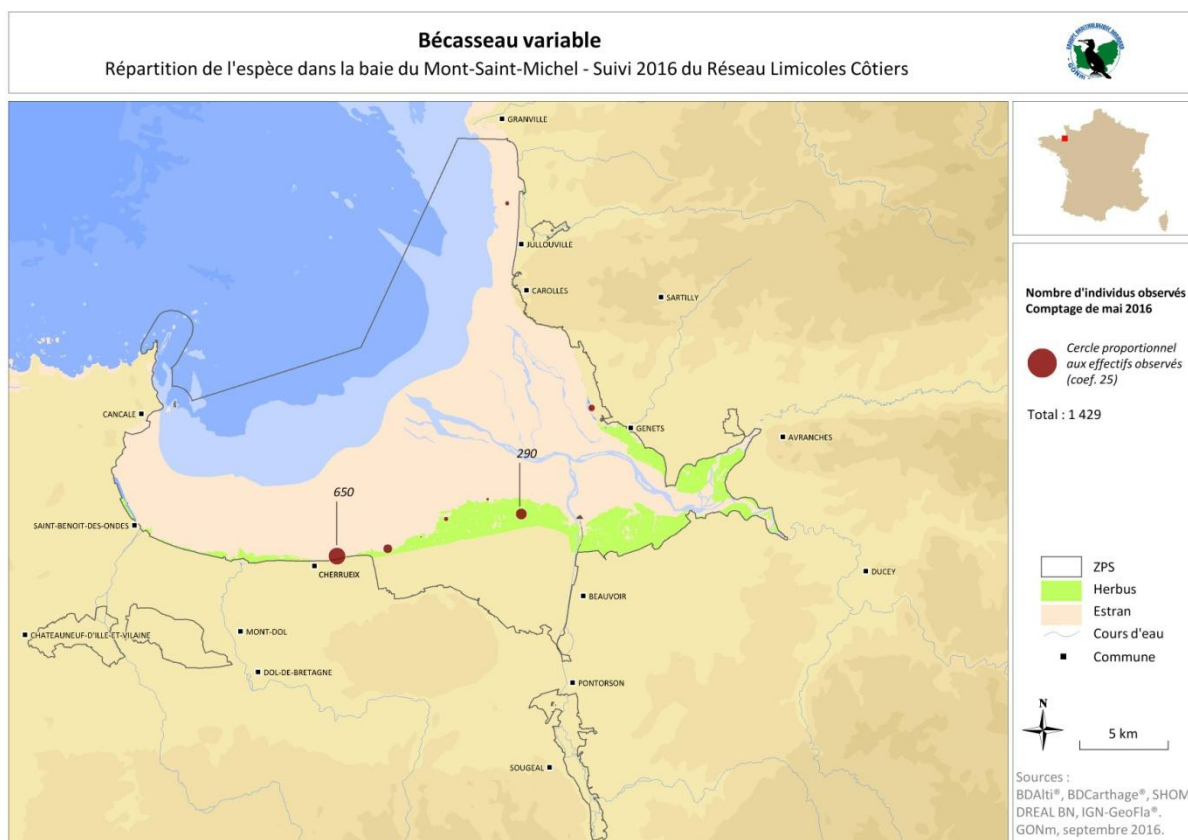 Bécasseau variable
Répartition de l'espèce dans la baie du Mont-Saint-Michel - Suivi 2016 du Réseau Limicoles Côtiers
GONm
GRANVILLE
JULLOUVILLE
CAROLLES
SARTILLY
CANCALE
GENETS
AVRANCHES
290
650
SAINT-BENOIT-DES-ONDES
CHERRUEIX
DUCEY
BEAUVOIR
CHATEAUNEUF-D'ILLE-ET-VILAINE
MONT-DOL
DOL-DE-BRETAGNE
PONTORSON
SOUGEAL
Nombre d'individus observés
Comptage de mai 2016
Cercle proportionnel
aux effectifs observés
(coef. 25)
Total : 1 429
ZPS
Herbus
Estran
Cours d'eau
Commune
N
5 km
Sources :
BDAlti®, BDCarthage®, SHOM
DREAL BN, IGN-GeoFla®.
GONm, septembre 2016.